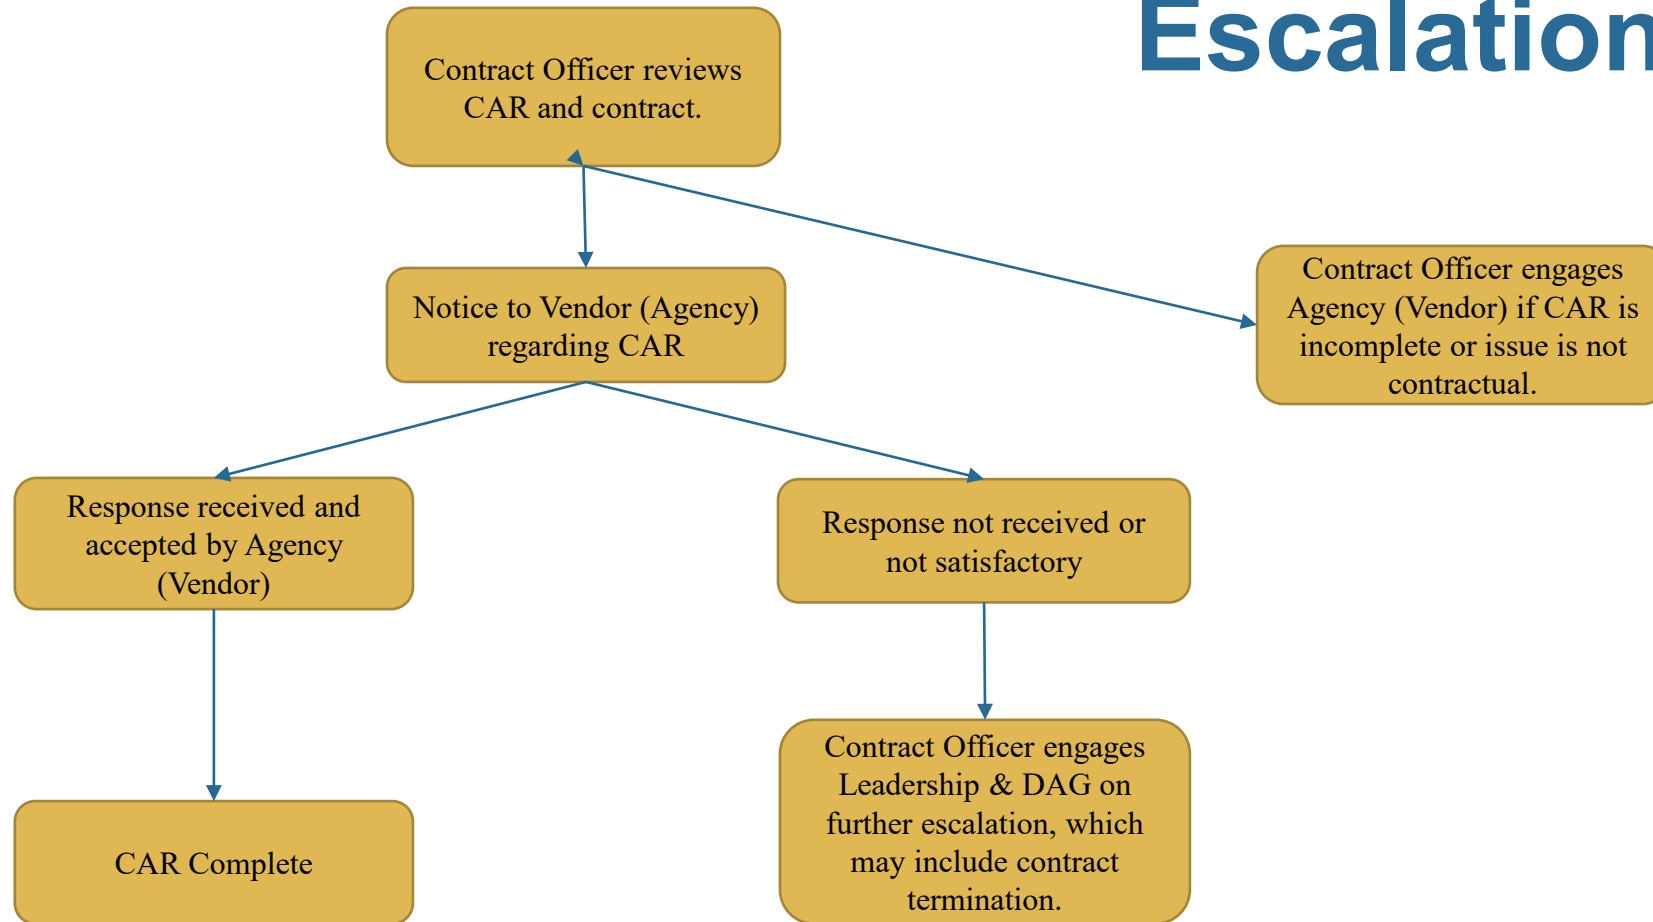 Escalation
Contract Officer reviews
CAR and contract.
Notice to Vendor (Agency)
regarding CAR
Contract Officer engages
Agency (Vendor) if CAR is
incomplete or issue is not
contractual.
Response received and
accepted by Agency
(Vendor)
Response not received or
not satisfactory
CAR Complete
Contract Officer engages
Leadership & DAG on
further escalation, which
may include contract
termination.